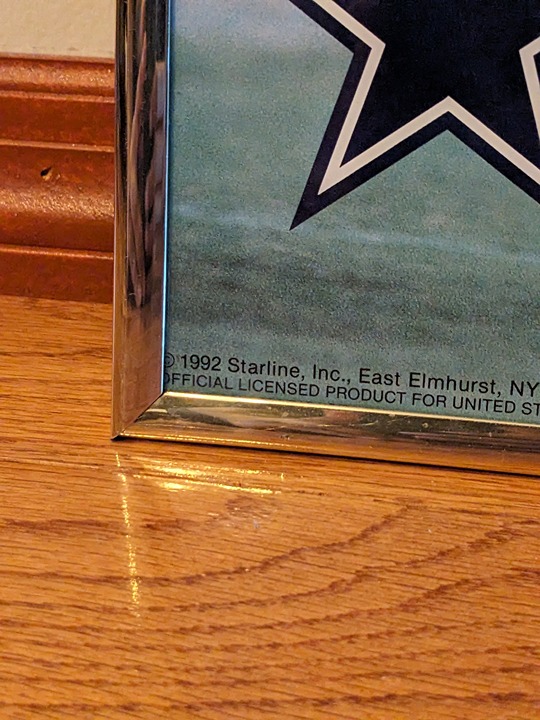 © 1992 Starline, Inc., East Elmhurst, NY
OFFICIAL LICENSED PRODUCT FOR UNITED ST